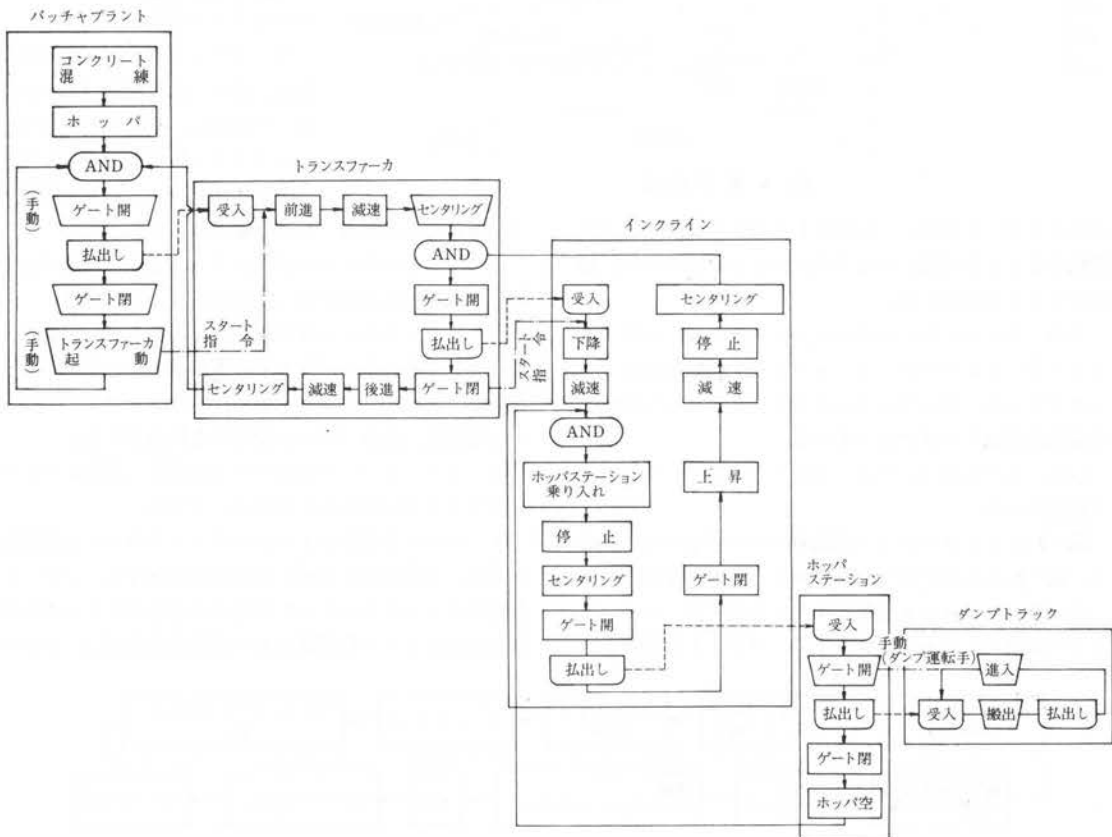 バッチャプラント
コンクリート
混練
ホッパ
AND
(手動)
ゲート開
払出し
ゲート閉
(手動)
トランスファーカ
起動
スタート
指令
トランスファーカ
受入
前進
減速
センタリング
AND
ゲート開
払出し
ゲート閉
後進
減速
センタリング
スタート
指令
インクライン
受入
下降
減速
AND
ホッパステーション
乗り入れ
停止
センタリング
ゲート開
払出し
ゲート閉
上昇
減速
停止
センタリング
ホッパ
ステーション
受入
ゲート開
払出し
ゲート閉
ホッパ空
手動
(ダンプ運転手)
ダンプトラック
進入
受入
搬出
払出し